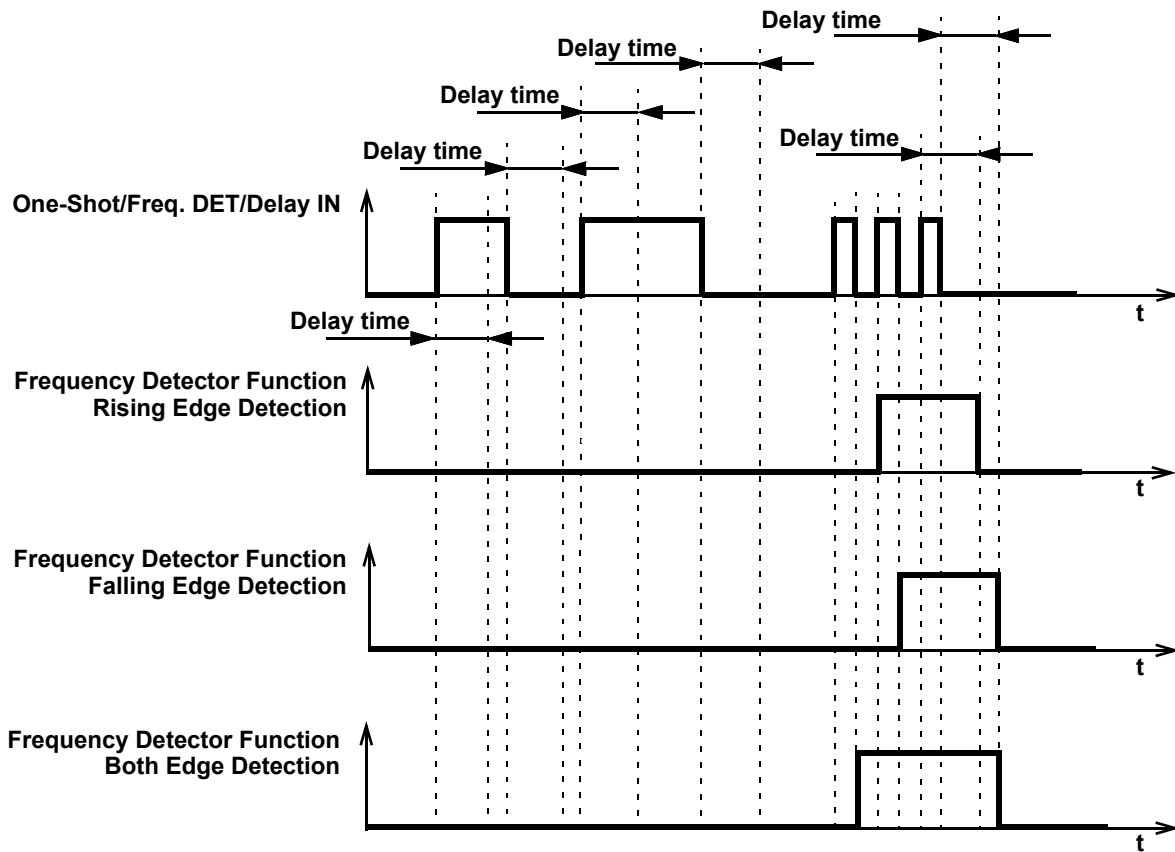 Delay time
Delay time
Delay time
Delay time
Delay time
One-Shot/Freq. DET/Delay IN
t
Delay time
Frequency Detector Function
Rising Edge Detection
t
Frequency Detector Function
Falling Edge Detection
t
Frequency Detector Function
Both Edge Detection
t